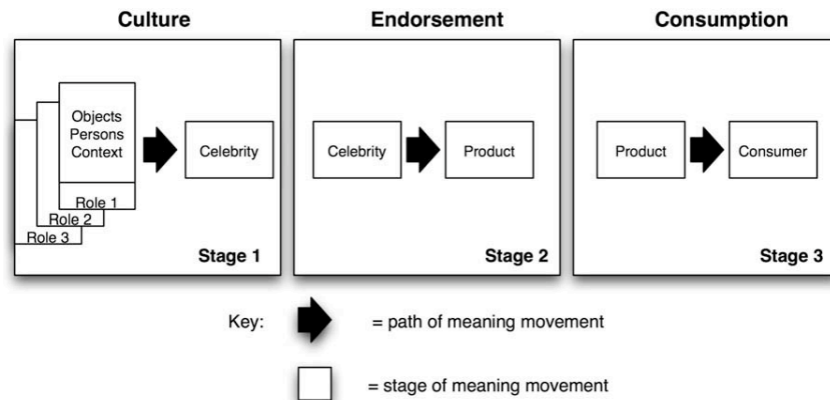 Culture
Endorsement
Consumption
Objects
Persons
Context
Role 1
Role 2
Role 3
Celebrity
Stage 1
Celebrity
Product
Stage 2
Product
Consumer
Stage 3
Key:
= path of meaning movement
= stage of meaning movement